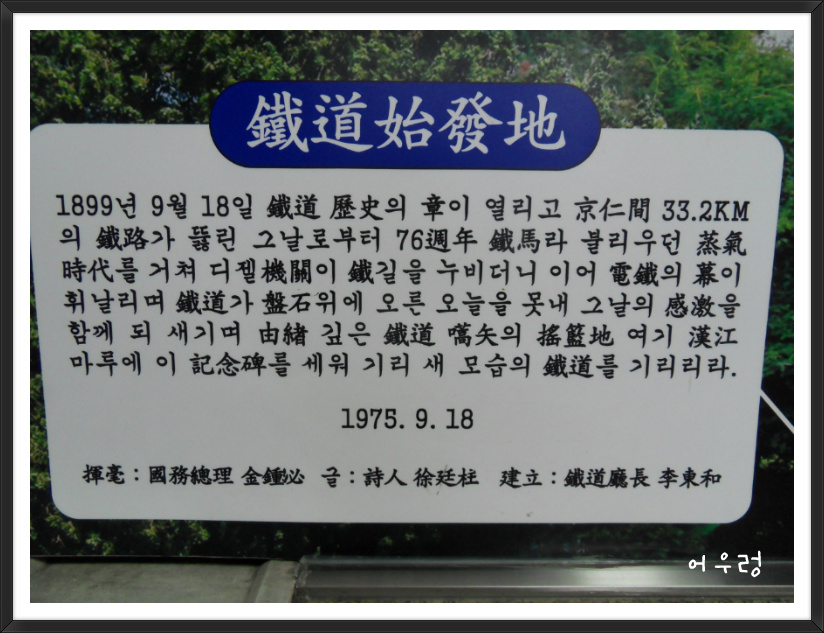 鐵道始發地
1899년 9월 18일 鐵道 歷史의 章이 열리고 京仁間 33.2KM
의 鐵路가 뚫린 그날로부터 76週年 鐵馬라 블리우던 蒸氣
時代를 거쳐 디젤機關이 鐵길을 누비더니 이어 電鐵의 幕이
휘날리며 鐵道가 盤石위에 오른 오늘을 못내 그날의 感激을
함께 되 새기며 由緖 깊은 鐵道 嚆矢의 搖籃地 여기 漢江
마루에 이 記念碑를 세워 기리 새 모습의 鐵道를 기리리라.
1975. 9. 18
揮毫 : 國務總理 金鍾必 글 : 詩人 徐廷柱 建立 : 鐵道廳長 李東和
어우렁